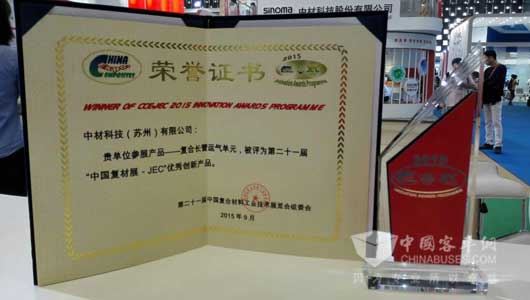 sinoma 中材科技股份有限公司
CHINA
COMPOSITES
荣誉证书
2015
WINNER OF CCE-JEC 2015 INNOVATION AWARDS PROGRAMME
中材科技（苏州）有限公司：
贵单位参展产品——复合长管运气单元，被评为第二十一届
“中国复材展－JEC”优秀创新产品。
第二十一届中国复合材料工业技术展览会组委会
2015年9月
2015
中国客车网
CHINABUSES.COM